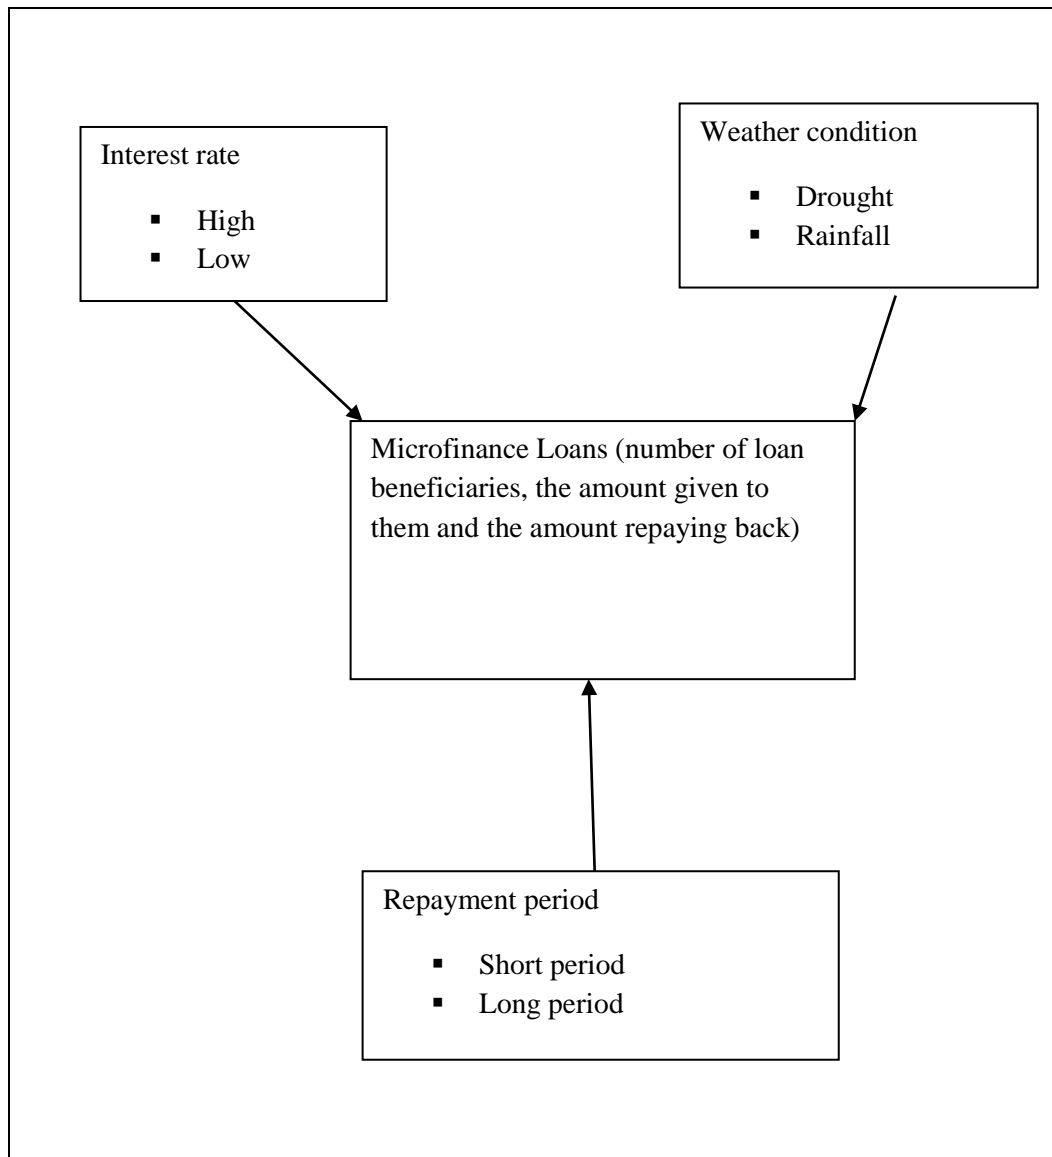 Interest rate
▪ High
▪ Low
Weather condition
▪ Drought
▪ Rainfall
Microfinance Loans (number of loan
beneficiaries, the amount given to
them and the amount repaying back)
Repayment period
▪ Short period
▪ Long period